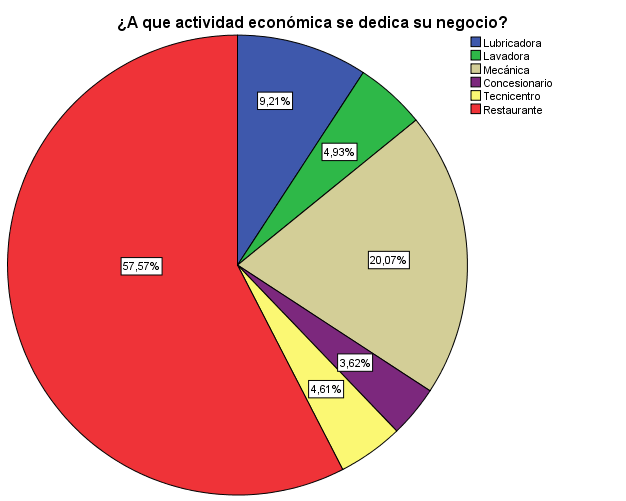 ¿A que actividad económica se dedica su negocio?
Lubricadora
Lavadora
Mecánica
Concesionario
Tecnicentro
Restaurante
9,21%
4,93%
20,07%
3,62%
4,61%
57,57%